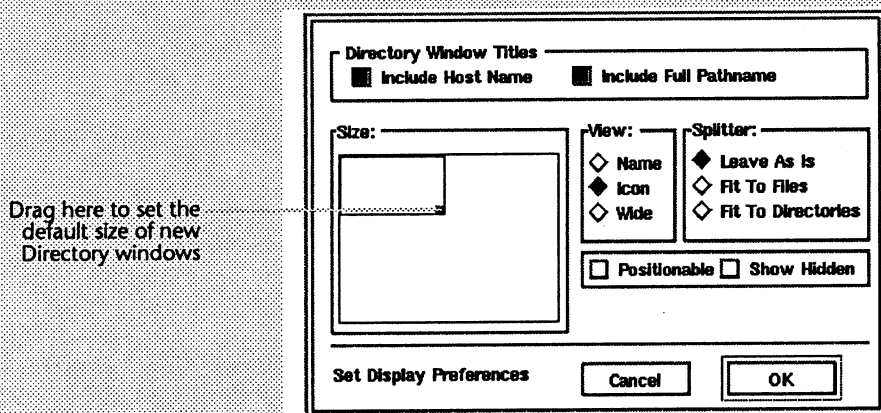 Directory Window Titles
Include Host Name Include Full Pathname
Size:
View:
Name
Icon
Wide
Splitter:
Leave As Is
Fit To Files
Fit To Directories
Positionable Show Hidden
Drag here to set the
default size of new
Directory windows
Set Display Preferences
Cancel OK